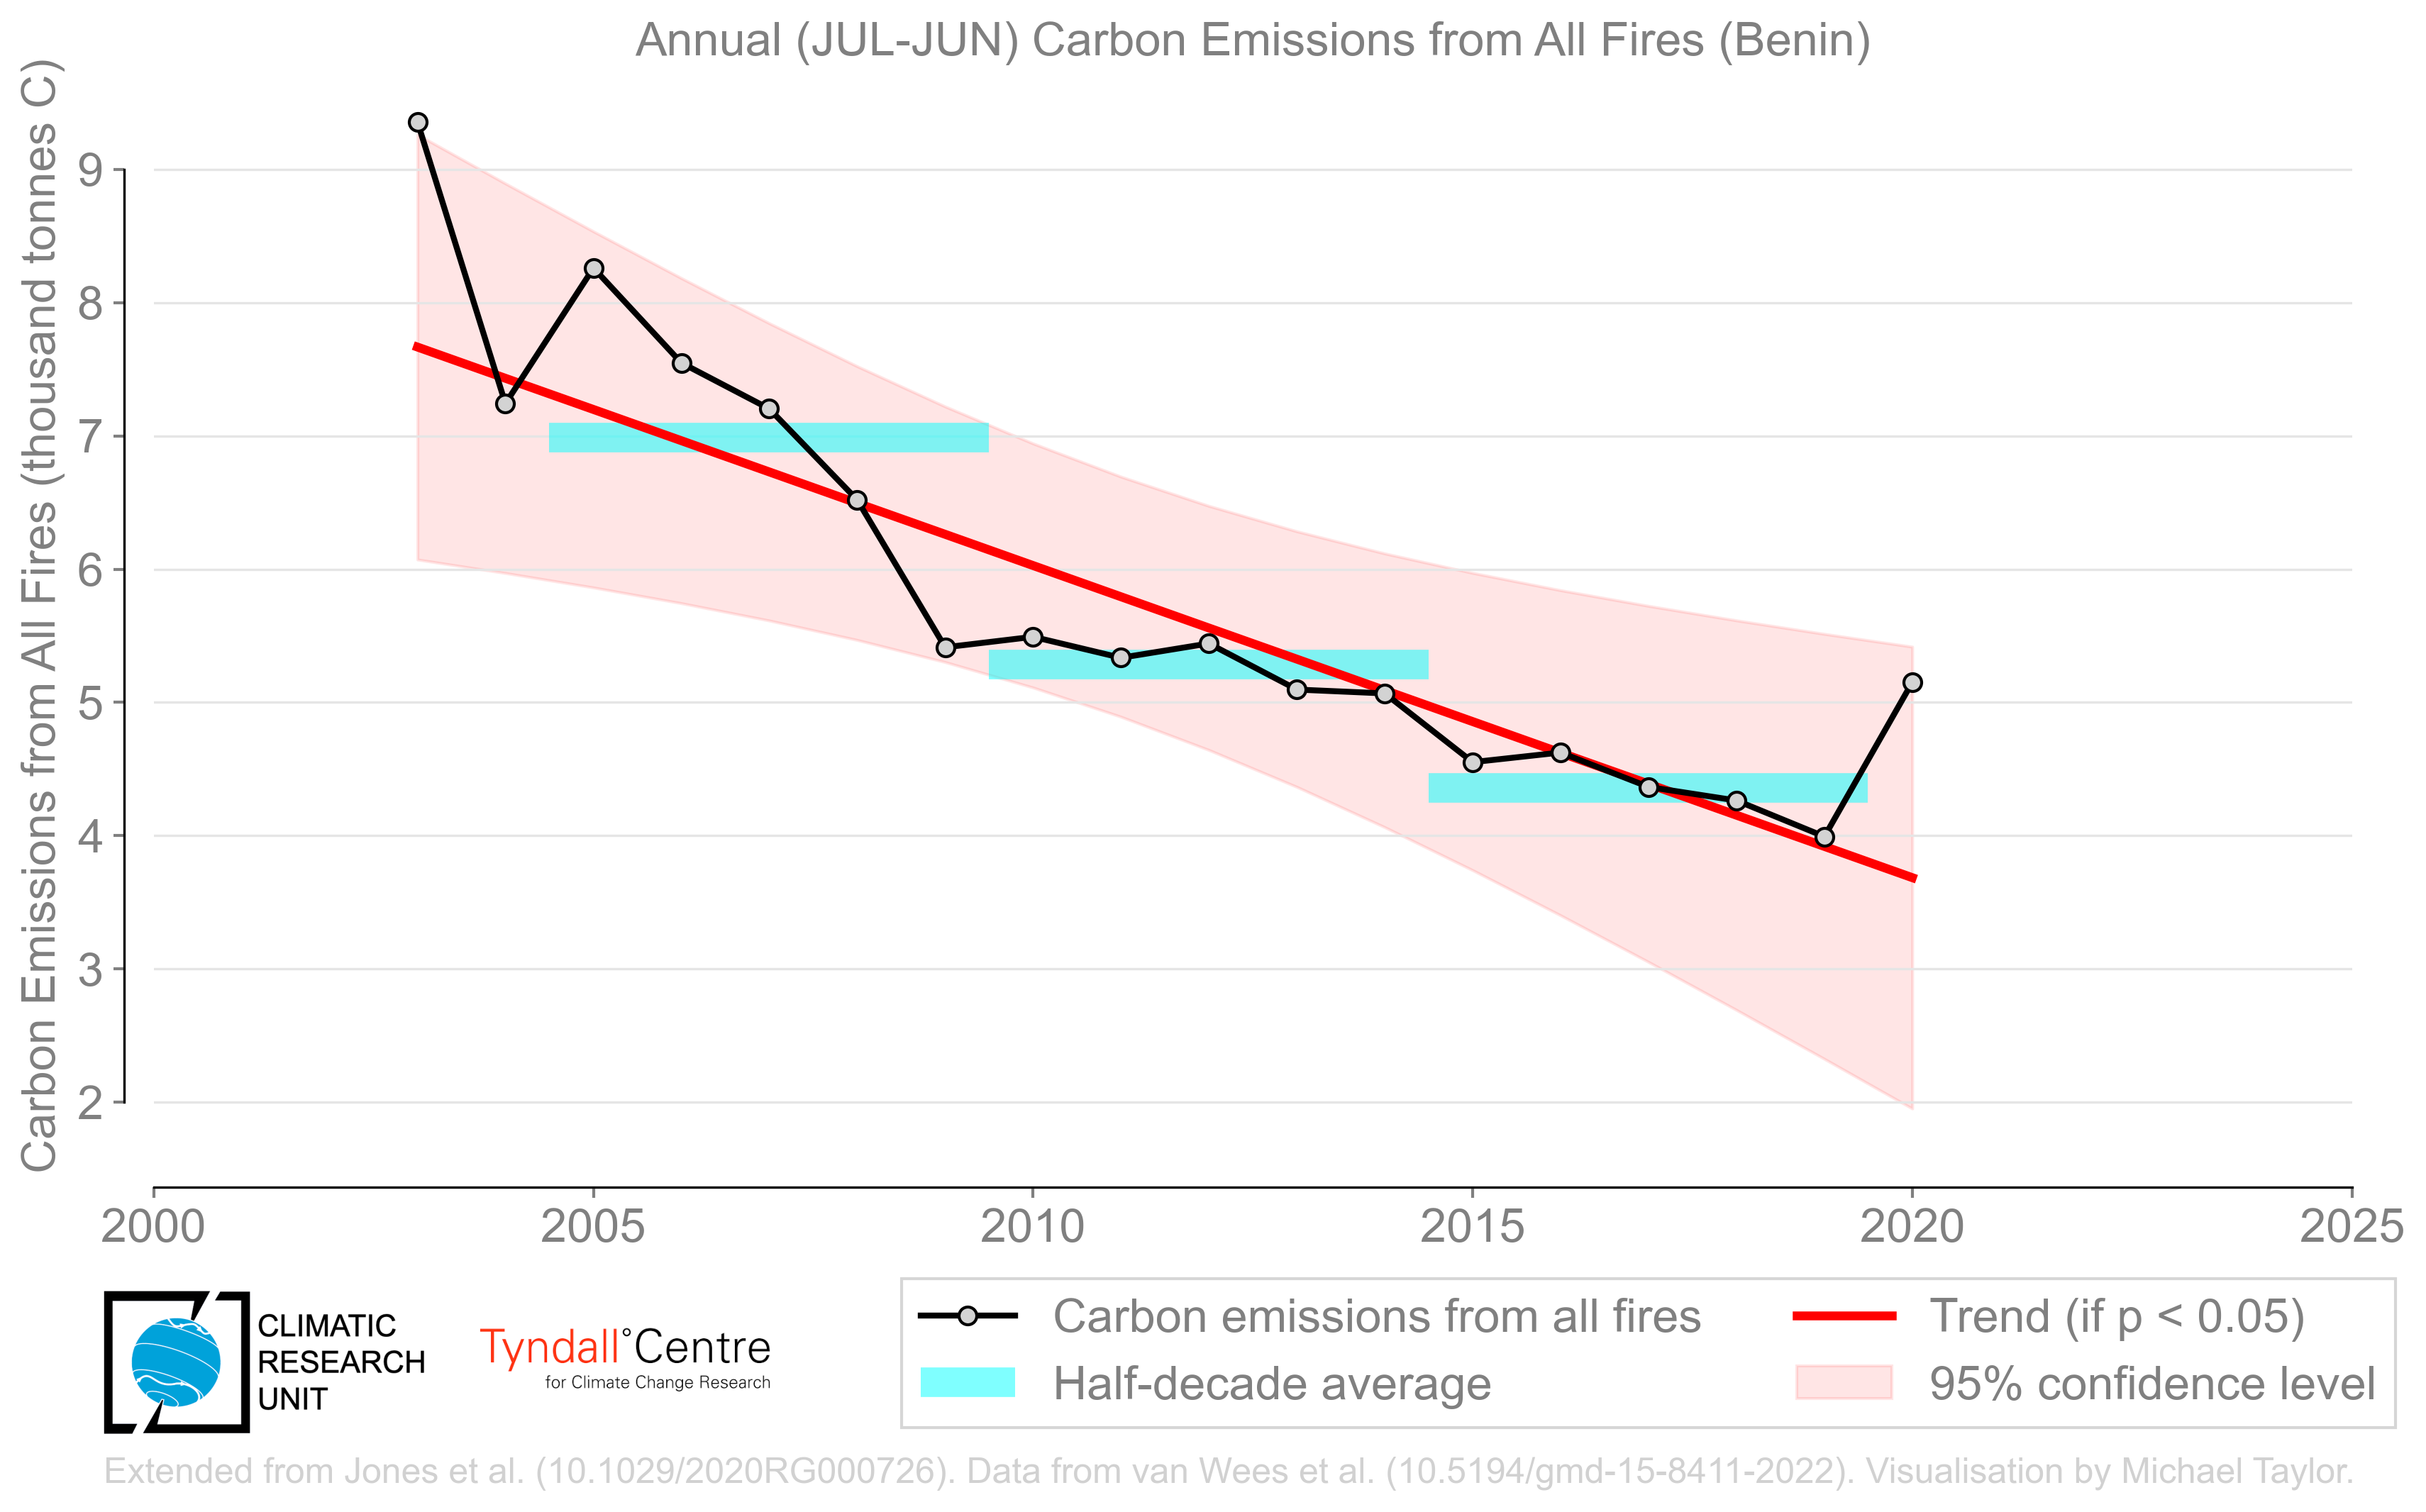 Annual (JUL-JUN) Carbon Emissions from All Fires (Benin)
Carbon Emissions from All Fires (thousand tonnes C)
9
8
7
6
5
4
3
2
2000 2005 2010 2015 2020 2025
CLIMATIC
RESEARCH
UNIT
Tyndall°Centre
for Climate Change Research
Carbon emissions from all fires
Trend (if p < 0.05)
Half-decade average
95% confidence level
Extended from Jones et al. (10.1029/2020RG000726). Data from van Wees et al. (10.5194/gmd-15-8411-2022). Visualisation by Michael Taylor.